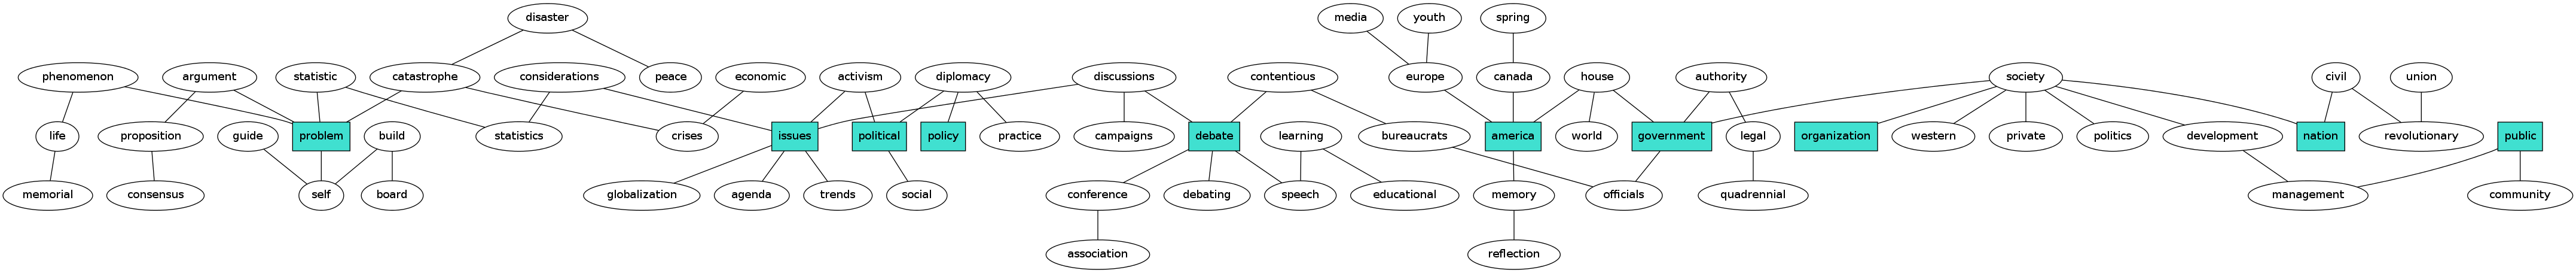 disaster
media
youth
spring
phenomenon
argument
statistic
catastrophe
considerations
peace
economic
activism
diplomacy
discussions
contentious
europe
canada
house
authority
society
civil
union
life
proposition
guide
problem
build
statistics
crises
issues
political
policy
practice
campaigns
debate
learning
bureaucrats
america
world
government
legal
organization
western
private
politics
development
nation
revolutionary
public
memorial
consensus
self
board
globalization
agenda
trends
social
conference
debating
speech
educational
memory
officials
quadrennial
management
community
association
reflection